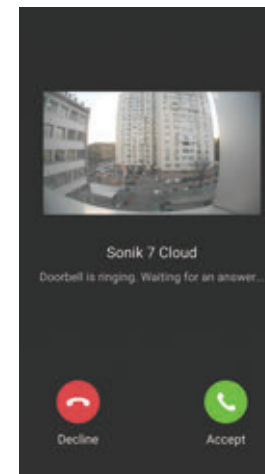 Sonik 7 Cloud
Doorbell is ringing. Waiting for an answer...
Decline
Accept